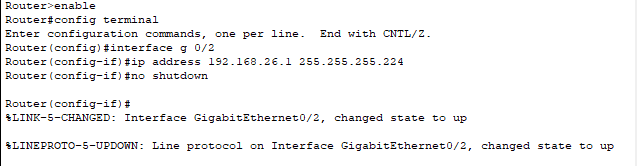 Router>enable
Router#config terminal
Enter configuration commands, one per line.  End with CNTL/Z.
Router(config)#interface g 0/2
Router(config-if)#ip address 192.168.26.1 255.255.255.224
Router(config-if)#no shutdown
Router(config-if)#
%LINK-5-CHANGED: Interface GigabitEthernet0/2, changed state to up
%LINEPROTO-5-UPDOWN: Line protocol on Interface GigabitEthernet0/2, changed state to up